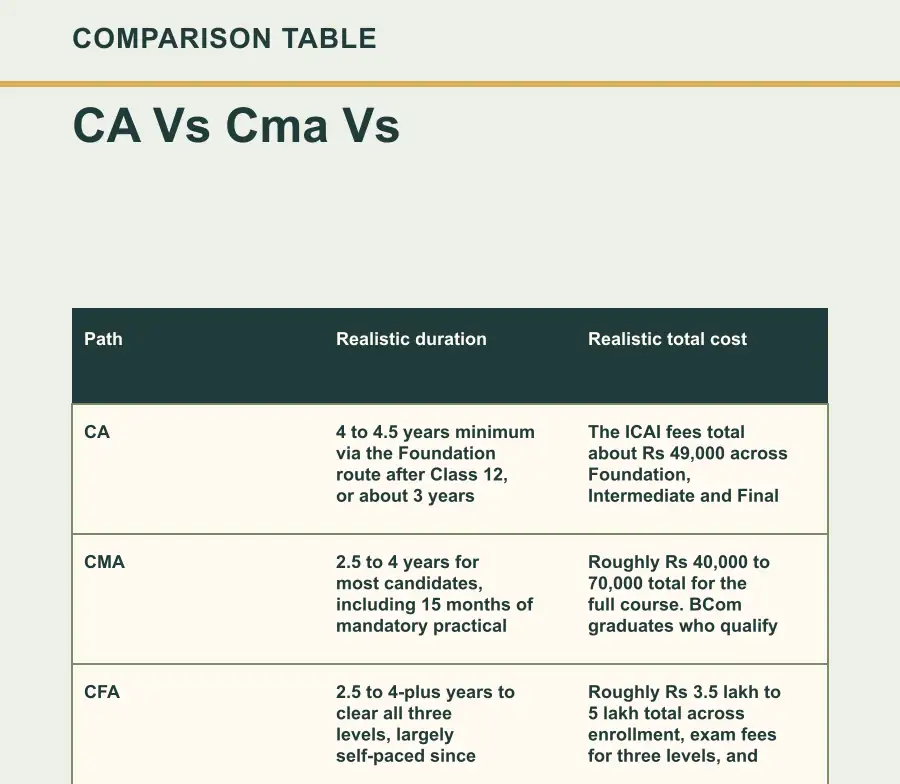 COMPARISON TABLE
CA Vs Cma Vs
Path
Realistic duration
Realistic total cost
CA
4 to 4.5 years minimum
via the Foundation
route after Class 12,
or about 3 years
The ICAI fees total
about Rs 49,000 across
Foundation,
Intermediate and Final
CMA
2.5 to 4 years for
most candidates,
including 15 months of
mandatory practical
Roughly Rs 40,000 to
70,000 total for the
full course. BCom
graduates who qualify
CFA
2.5 to 4-plus years to
clear all three
levels, largely
self-paced since
Roughly Rs 3.5 lakh to
5 lakh total across
enrollment, exam fees
for three levels, and